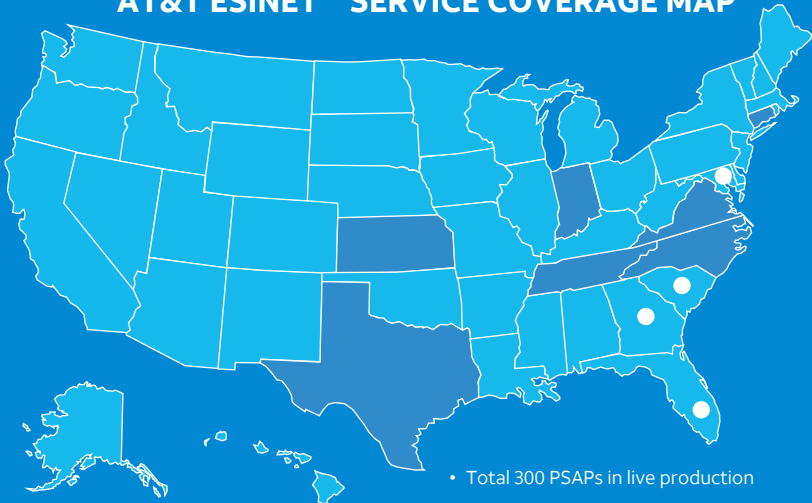 AT&T ESINET SERVICE COVERAGE MAP
• Total 300 PSAPs in live production